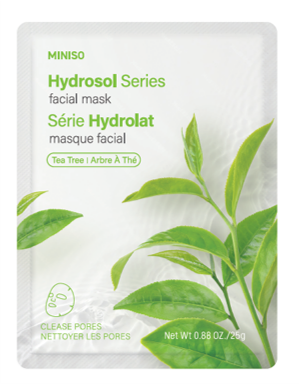 MINISO
Hydrosol Series
facial mask
Série Hydrolat
masque facial
Tea Tree | Arbre À Thé
CLEASE PORES
NETTOYER LES PORES
Net Wt 0.88 OZ./25g